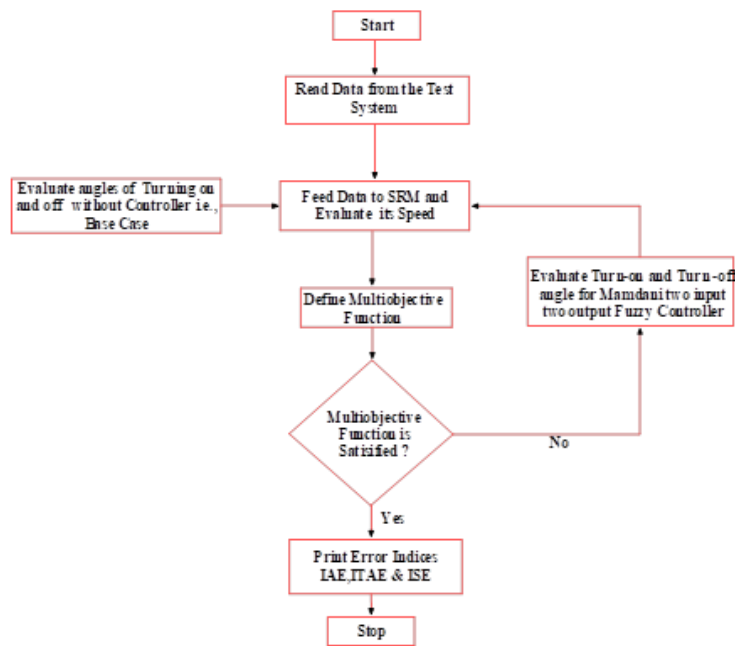 Start
Read Data from the Test
System
Evaluate angles of Turning on
and off without Controller i.e.,
Base Case
Feed Data to SRM and
Evaluate its Speed
Evaluate Turn-on and Turn-off
angle for Mamdani two input
two output Fuzzy Controller
Define Multiobjective
Function
Multiobjective
Function is
Satisified ?
No
Yes
Print Error Indices
IAE,ITAE & ISE
Stop